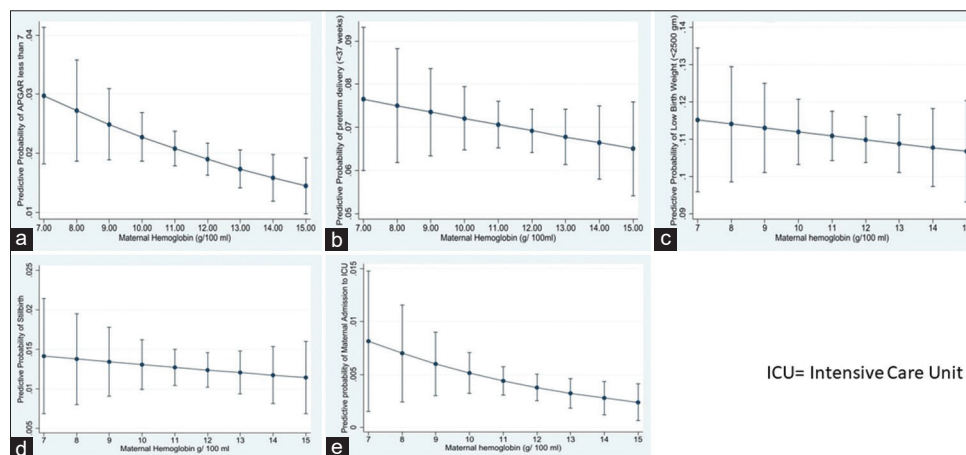 Predictive Probability of APGAR less than 7
.04
.03
.02
.01
7.00 8.00 9.00 10.00 11.00 12.00 13.00 14.00 15.00
Maternal Hemoglobin (g/100 ml)
a
Predictive Probability of preterm delivery (<37 weeks)
.09
.08
.07
.06
.05
7.00 8.00 9.00 10.00 11.00 12.00 13.00 14.00 15.00
Maternal Hemoglobin (g/ 100ml)
b
Predictive Probability of Low Birth Weight (<2500 gm)
.14
.13
.12
.11
.1
.09
7 8 9 10 11 12 13 14
Maternal hemoglobin (g/100 ml)
c
Predictive Probability of Stillbirth
.025
.02
.015
.01
.005
7 8 9 10 11 12 13 14 15
Maternal Hemoglobin g/ 100 ml
d
Predictive probability of Maternal Admission to ICU
.015
.01
.005
0
7 8 9 10 11 12 13 14 15
Maternal hemoglobin (g/ 100 ml)
e
ICU= Intensive Care Unit